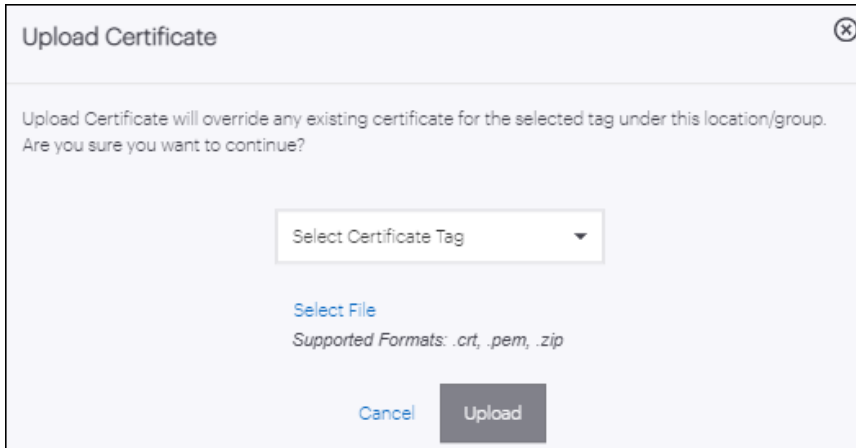 Upload Certificate
Upload Certificate will override any existing certificate for the selected tag under this location/group.
Are you sure you want to continue?
Select Certificate Tag
Select File
Supported Formats: .crt, .pem, .zip
Cancel Upload